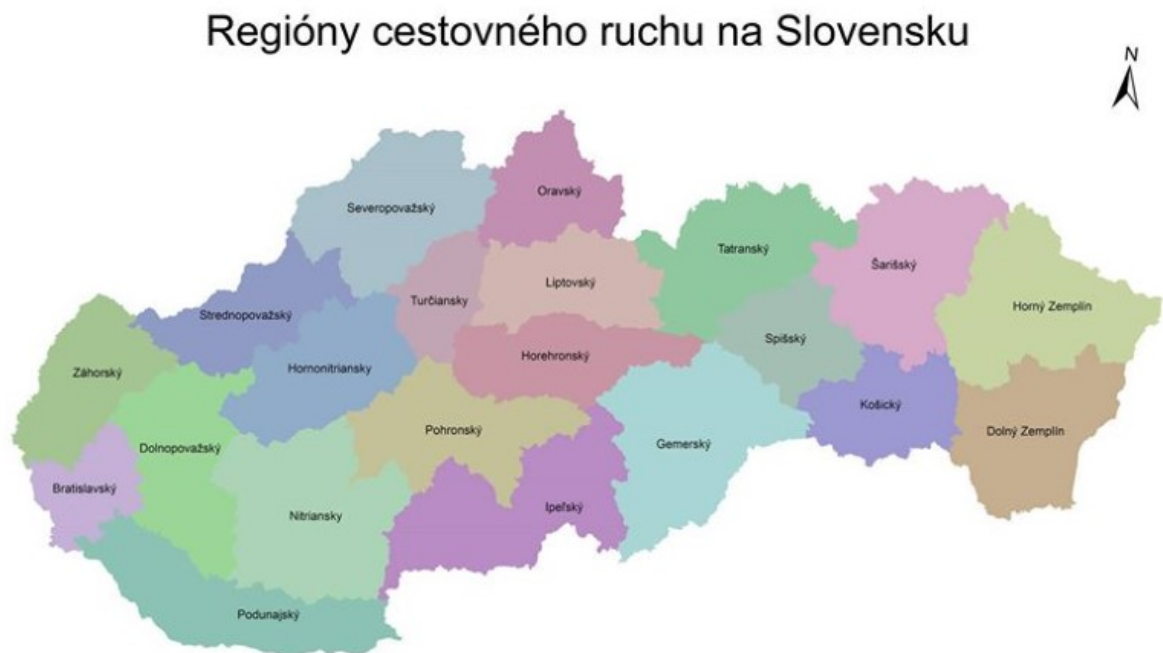 Regióny cestovného ruchu na Slovensku
N
Oravský
Severopovažský
Tatranský
Šarišský
Liptovský
Turčiansky
Horný Zemplín
Strednopovažský
Spišský
Horehronský
Hornonitriansky
Záhorský
Košický
Pohronský
Dolný Zemplín
Gemerský
Dolnopovažský
Bratislavský
Ipeľský
Nitriansky
Podunajský